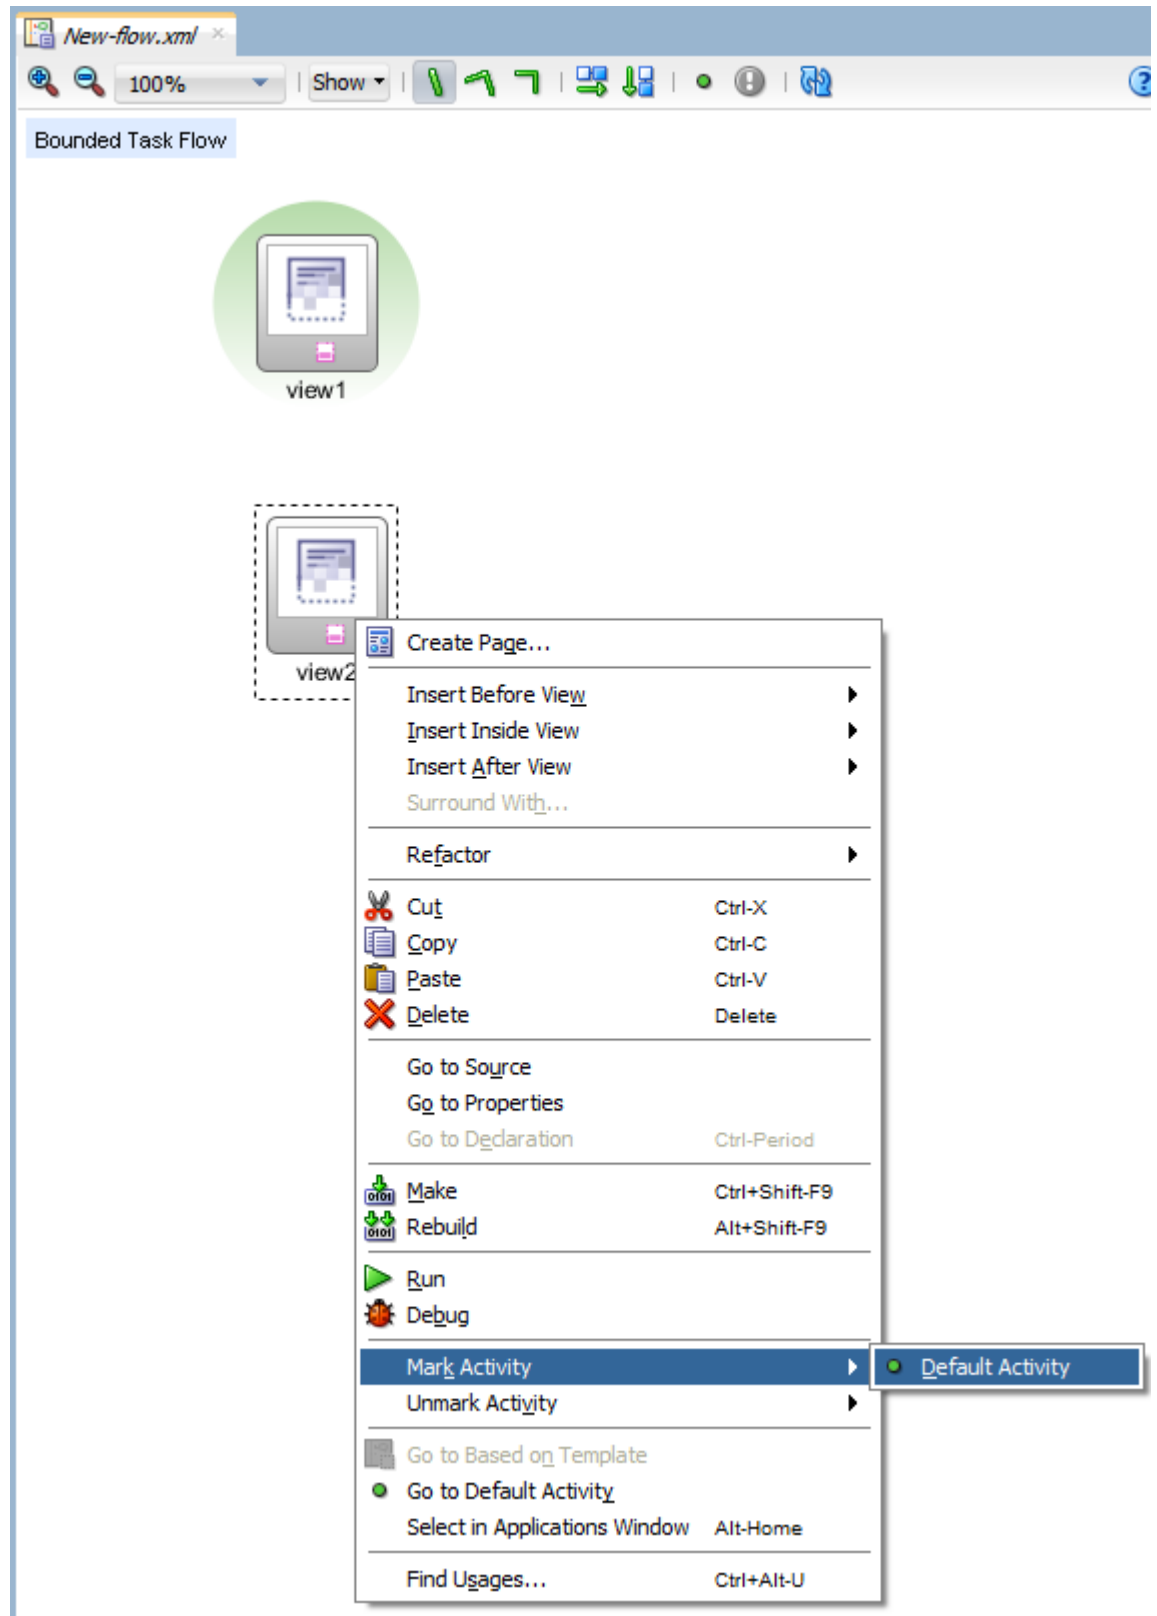 New-flow.xml
100% Show
Bounded Task Flow
view1
view2
Create Page...
Insert Before View
Insert Inside View
Insert After View
Surround With...
Refactor
Cut Ctrl-X
Copy Ctrl-C
Paste Ctrl-V
Delete Delete
Go to Source
Go to Properties
Go to Declaration Ctrl-Period
Make Ctrl+Shift-F9
Rebuild Alt+Shift-F9
Run
Debug
Mark Activity Default Activity
Unmark Activity
Go to Based on Template
Go to Default Activity
Select in Applications Window Alt-Home
Find Usages... Ctrl+Alt-U